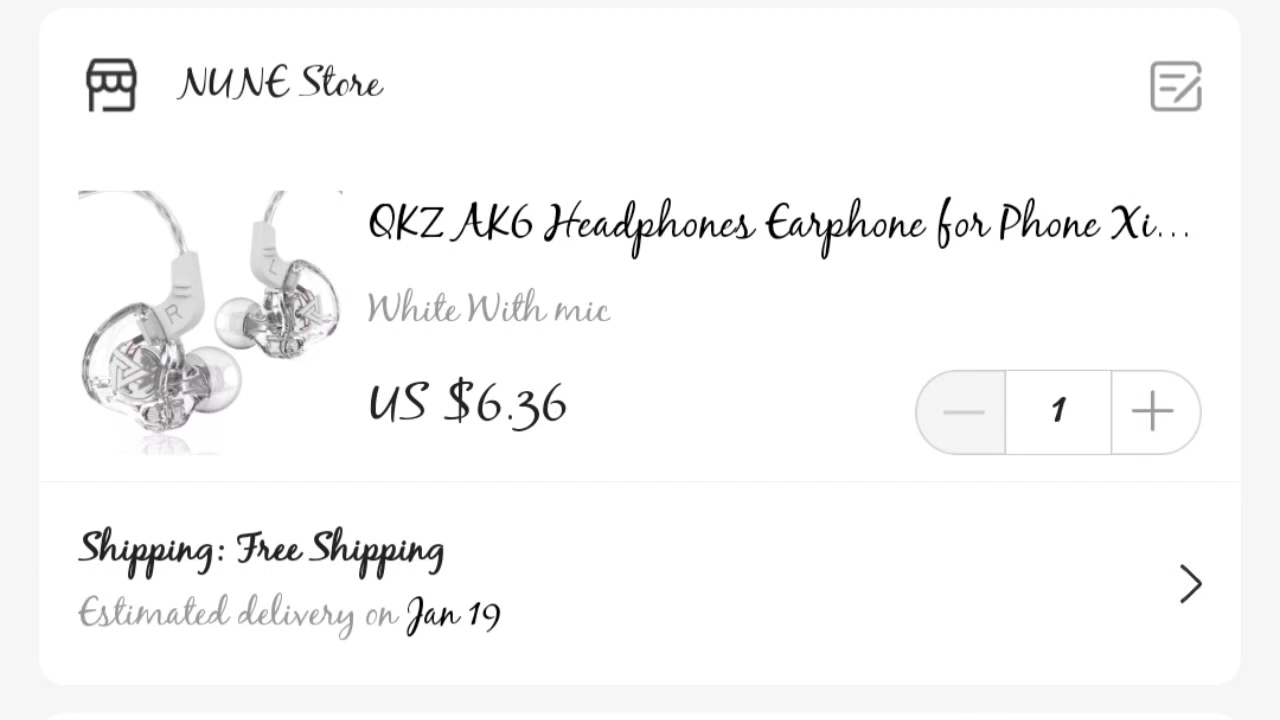 NUNE Store
QKZ AK6 Headphones Earphone for Phone Xi...
White With mic
US $6.36
1
Shipping: Free Shipping
Estimated delivery on Jan 19
R
L